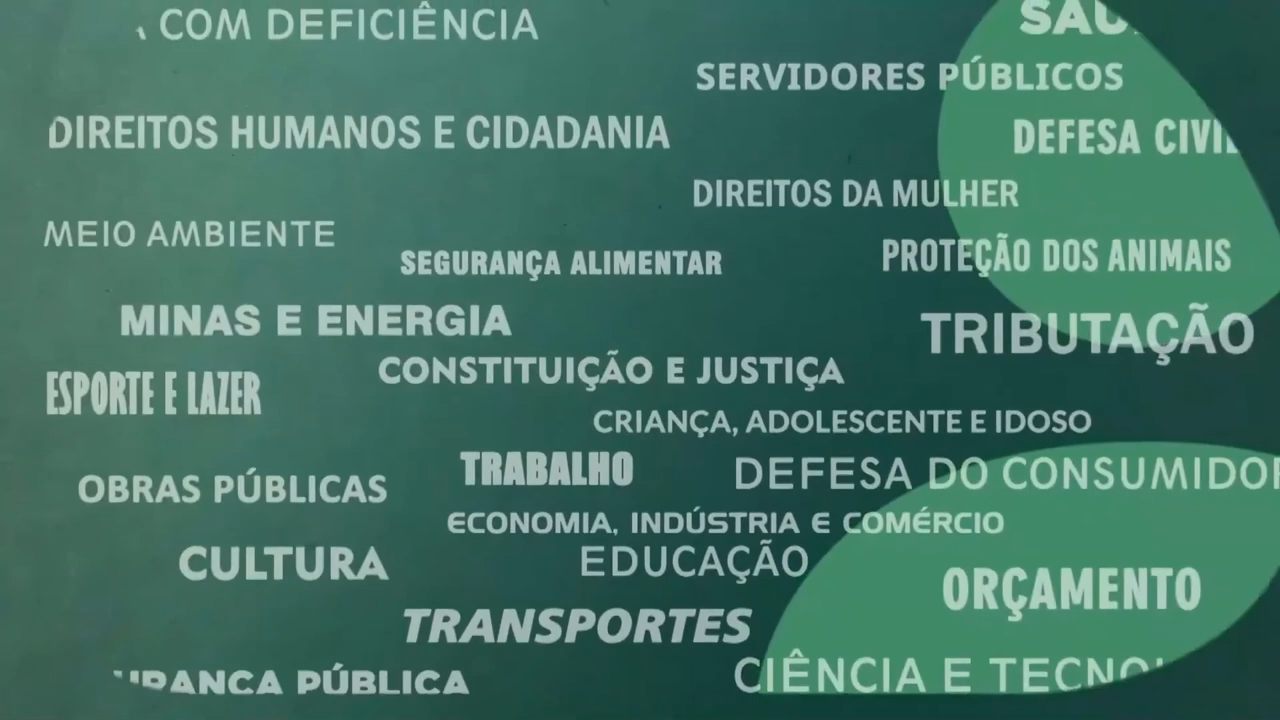 COM DEFICIÊNCIA
SERVIDORES PÚBLICOS
DIREITOS HUMANOS E CIDADANIA
DEFESA CIVIL
DIREITOS DA MULHER
MEIO AMBIENTE
SEGURANÇA ALIMENTAR
PROTEÇÃO DOS ANIMAIS
MINAS E ENERGIA
TRIBUTAÇÃO
CONSTITUIÇÃO E JUSTIÇA
ESPORTE E LAZER
CRIANÇA, ADOLESCENTE E IDOSO
TRABALHO
DEFESA DO CONSUMIDOR
OBRAS PÚBLICAS
ECONOMIA, INDÚSTRIA E COMÉRCIO
CULTURA
EDUCAÇÃO
ORÇAMENTO
TRANSPORTES
PÚBLICA
CIÊNCIA E